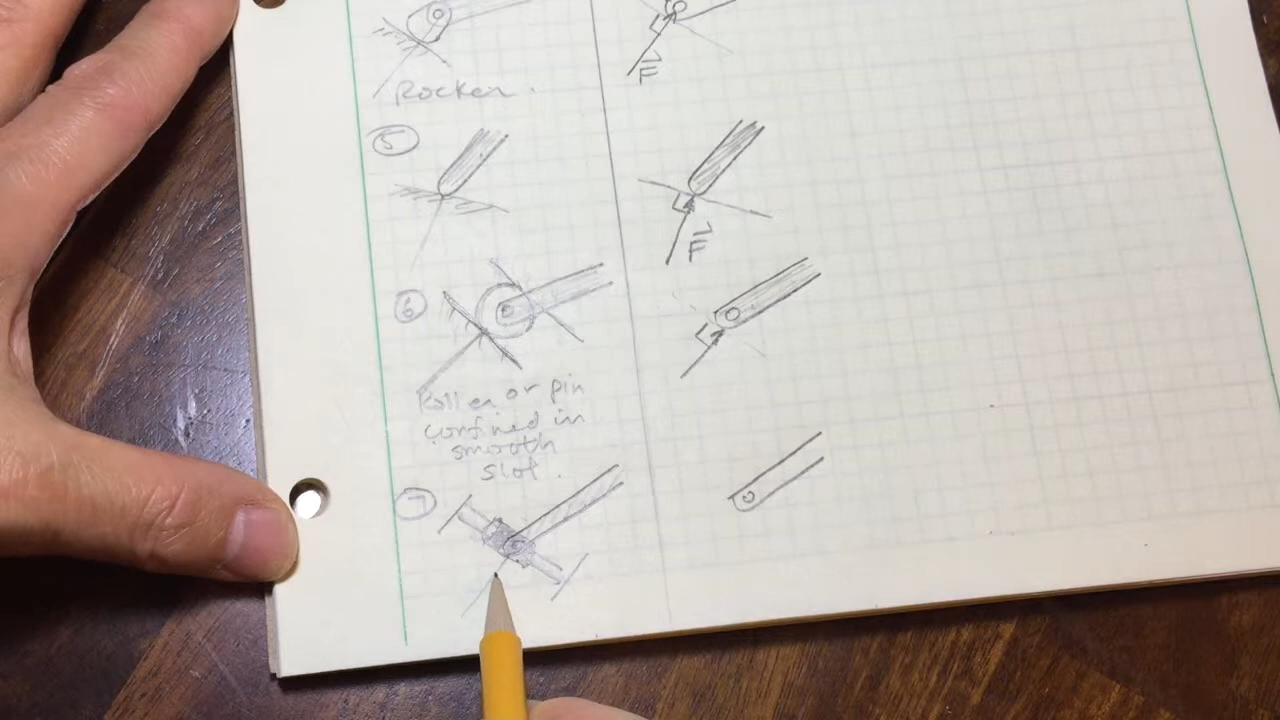 Rocker.
F
5
F
6
Roller or pin
confined in
smooth
slot.
7